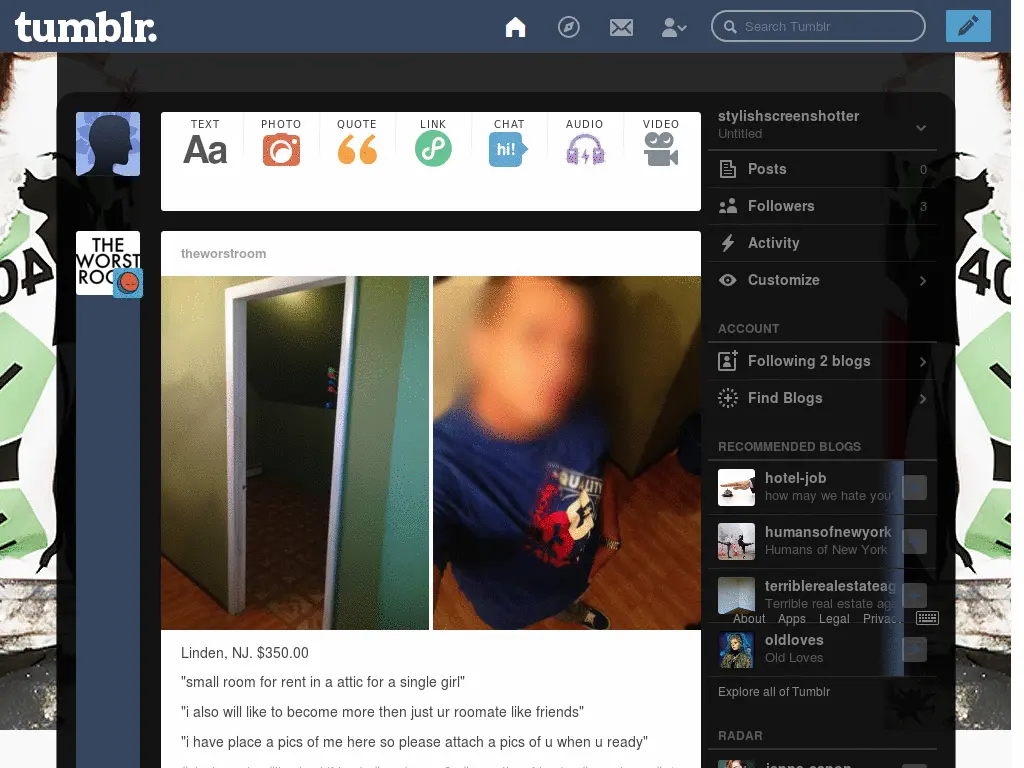 tumblr.
Search Tumblr
TEXT
PHOTO
QUOTE
LINK
CHAT
AUDIO
VIDEO
Aa
hi!
stylishscreenshotter
Untitled
Posts 0
Followers 3
Activity
Customize
ACCOUNT
Following 2 blogs
Find Blogs
RECOMMENDED BLOGS
hotel-job
how may we hate you
humansofnewyork
Humans of New York
terriblerealestateag
Terrible real estate age
About Apps Legal Privac
oldloves
Old Loves
Explore all of Tumblr
RADAR
THE
WORST
theworstroom
QUALITY
Linden, NJ. $350.00
"small room for rent in a attic for a single girl"
"i also will like to become more then just ur roomate like friends"
"i have place a pics of me here so please attach a pics of u when u ready"
404
40